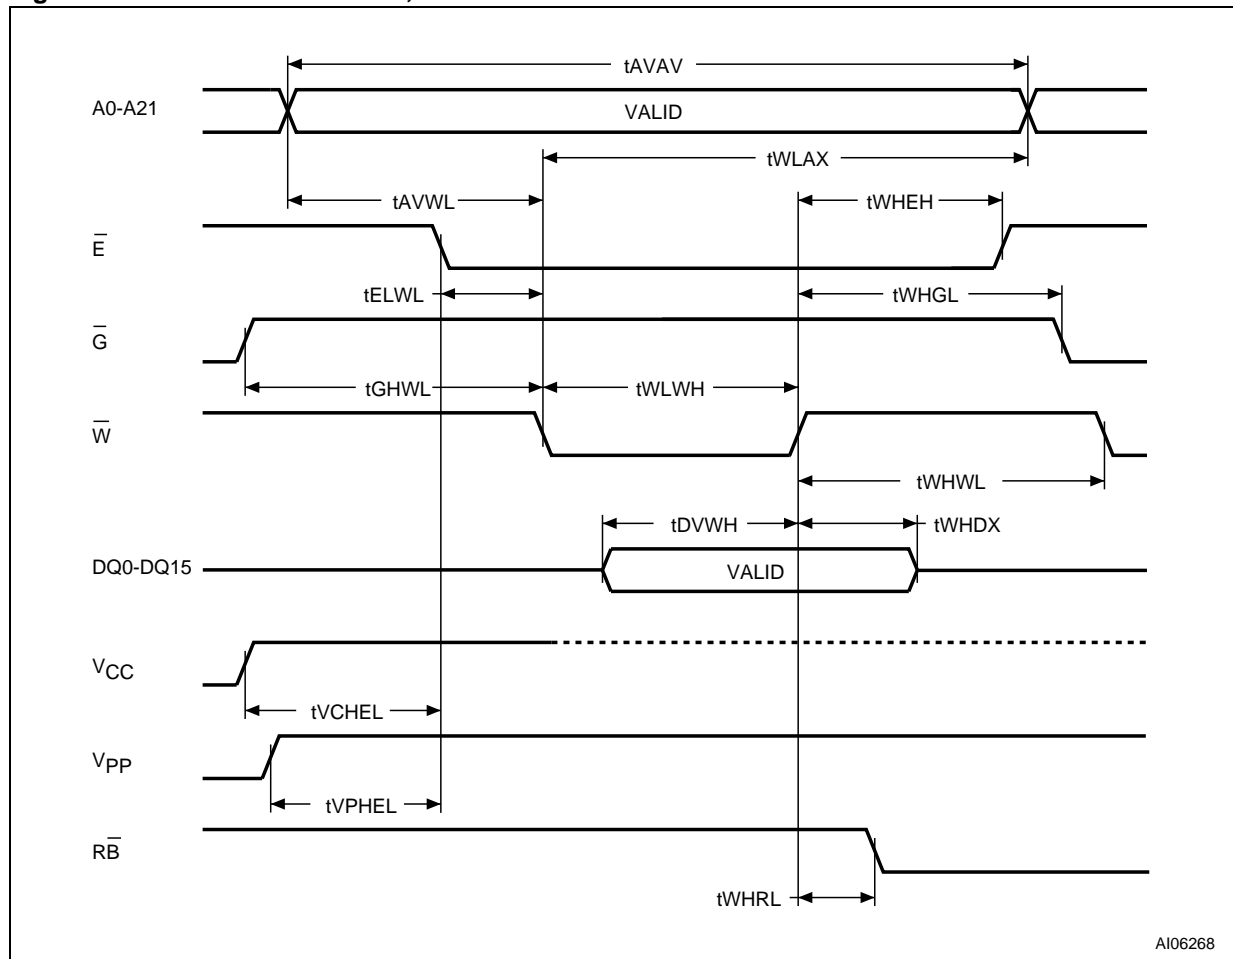 tAVAV
A0-A21
VALID
tWLAX
tAVWL
tWHEH
E̅
tELWL
tWHGL
G̅
tGHWL
tWLWH
W̅
tWHWL
tDVWH
tWHDX
DQ0-DQ15
VALID
VCC
tVCHEL
VPP
tVPHEL
RB̅
tWHRL
AI06268